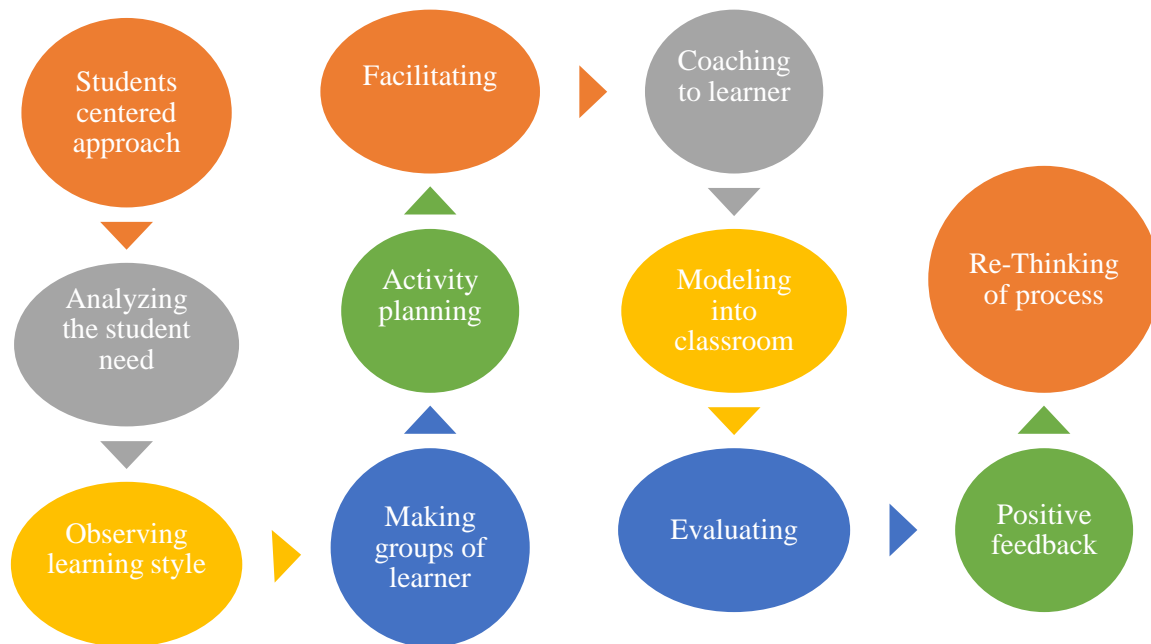 Students
centered
approach
Analyzing
the student
need
Observing
learning style
Making
groups of
learner
Activity
planning
Facilitating
Coaching
to learner
Modeling
into
classroom
Evaluating
Positive
feedback
Re-Thinking
of process